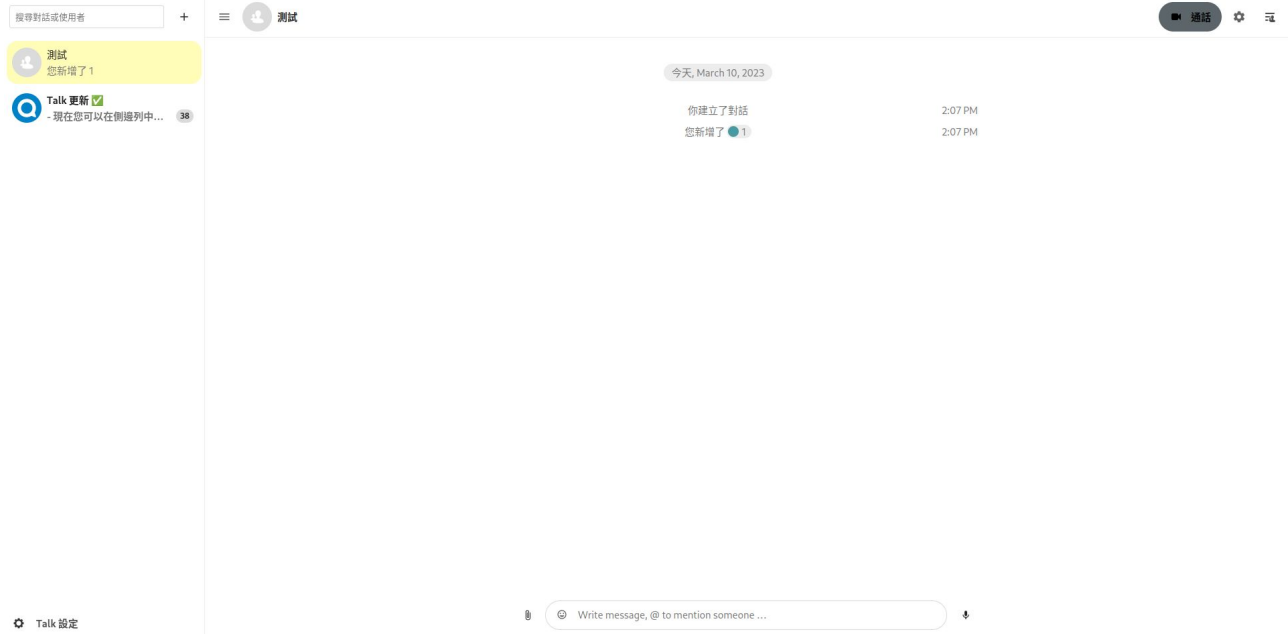 搜尋對話或使用者
測試
您新增了 1
Talk 更新 ✅
- 現在您可以在側邊列中… 38
Talk 設定
測試
通話
今天, March 10, 2023
你建立了對話 2:07 PM
您新增了 1 2:07 PM
Write message, @ to mention someone …